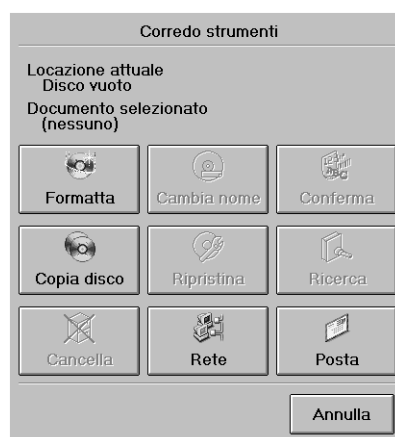 Corredo strumenti
Locazione attuale
Disco vuoto
Documento selezionato
(nessuno)
Formatta
Cambia nome
Conferma
Copia disco
Ripristina
Ricerca
Cancella
Rete
Posta
Annulla